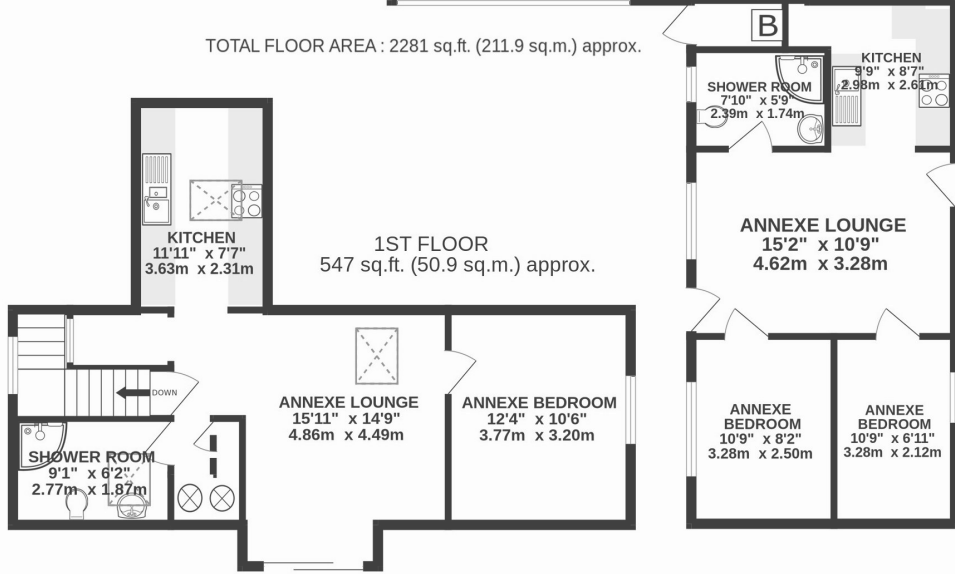 TOTAL FLOOR AREA : 2281 sq.ft. (211.9 sq.m.) approx.
B
KITCHEN
9'9" x 8'7"
2.98m x 2.61m
SHOWER ROOM
7'10" x 5'9"
2.39m x 1.74m
ANNEXE LOUNGE
15'2" x 10'9"
4.62m x 3.28m
ANNEXE
BEDROOM
10'9" x 8'2"
3.28m x 2.50m
ANNEXE
BEDROOM
10'9" x 6'11"
3.28m x 2.12m
1ST FLOOR
547 sq.ft. (50.9 sq.m.) approx.
KITCHEN
11'11" x 7'7"
3.63m x 2.31m
DOWN
ANNEXE LOUNGE
15'11" x 14'9"
4.86m x 4.49m
ANNEXE BEDROOM
12'4" x 10'6"
3.77m x 3.20m
SHOWER ROOM
9'1" x 6'2"
2.77m x 1.87m